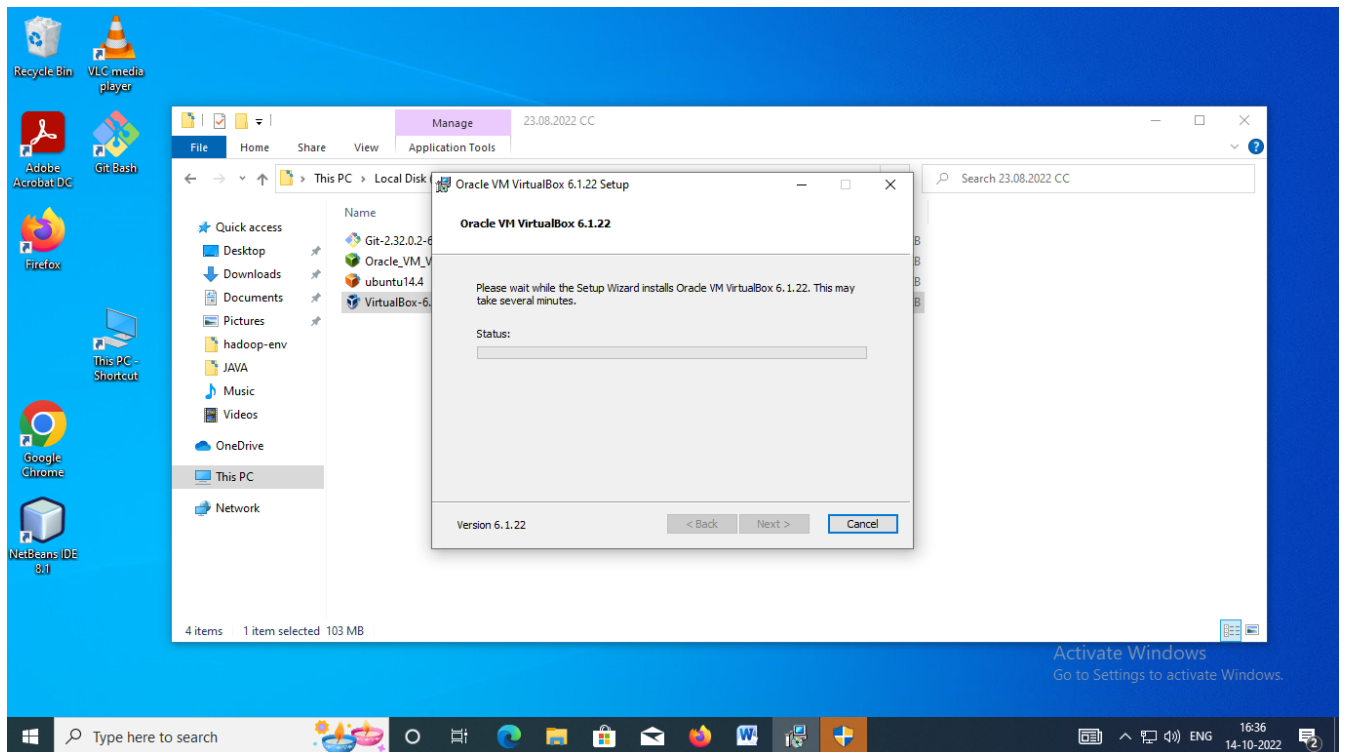 Recycle Bin
VLC media
player
Adobe
Acrobat DC
Git Bash
Firefox
This PC -
Shortcut
Google
Chrome
NetBeans IDE
8.1
Manage
23.08.2022 CC
File
Home
Share
View
Application Tools
This PC
Local Disk
Search 23.08.2022 CC
Quick access
Desktop
Downloads
Documents
Pictures
hadoop-env
JAVA
Music
Videos
OneDrive
This PC
Network
Name
Git-2.32.0.2-6
Oracle_VM_V
ubuntu14.4
VirtualBox-6.
B
B
B
B
4 items
1 item selected 103 MB
Oracle VM VirtualBox 6.1.22 Setup
Oracle VM VirtualBox 6.1.22
Please wait while the Setup Wizard installs Oracle VM VirtualBox 6.1.22. This may
take several minutes.
Status:
Version 6.1.22
< Back
Next >
Cancel
Activate Windows
Go to Settings to activate Windows.
Type here to search
ENG
16:36
14-10-2022
2